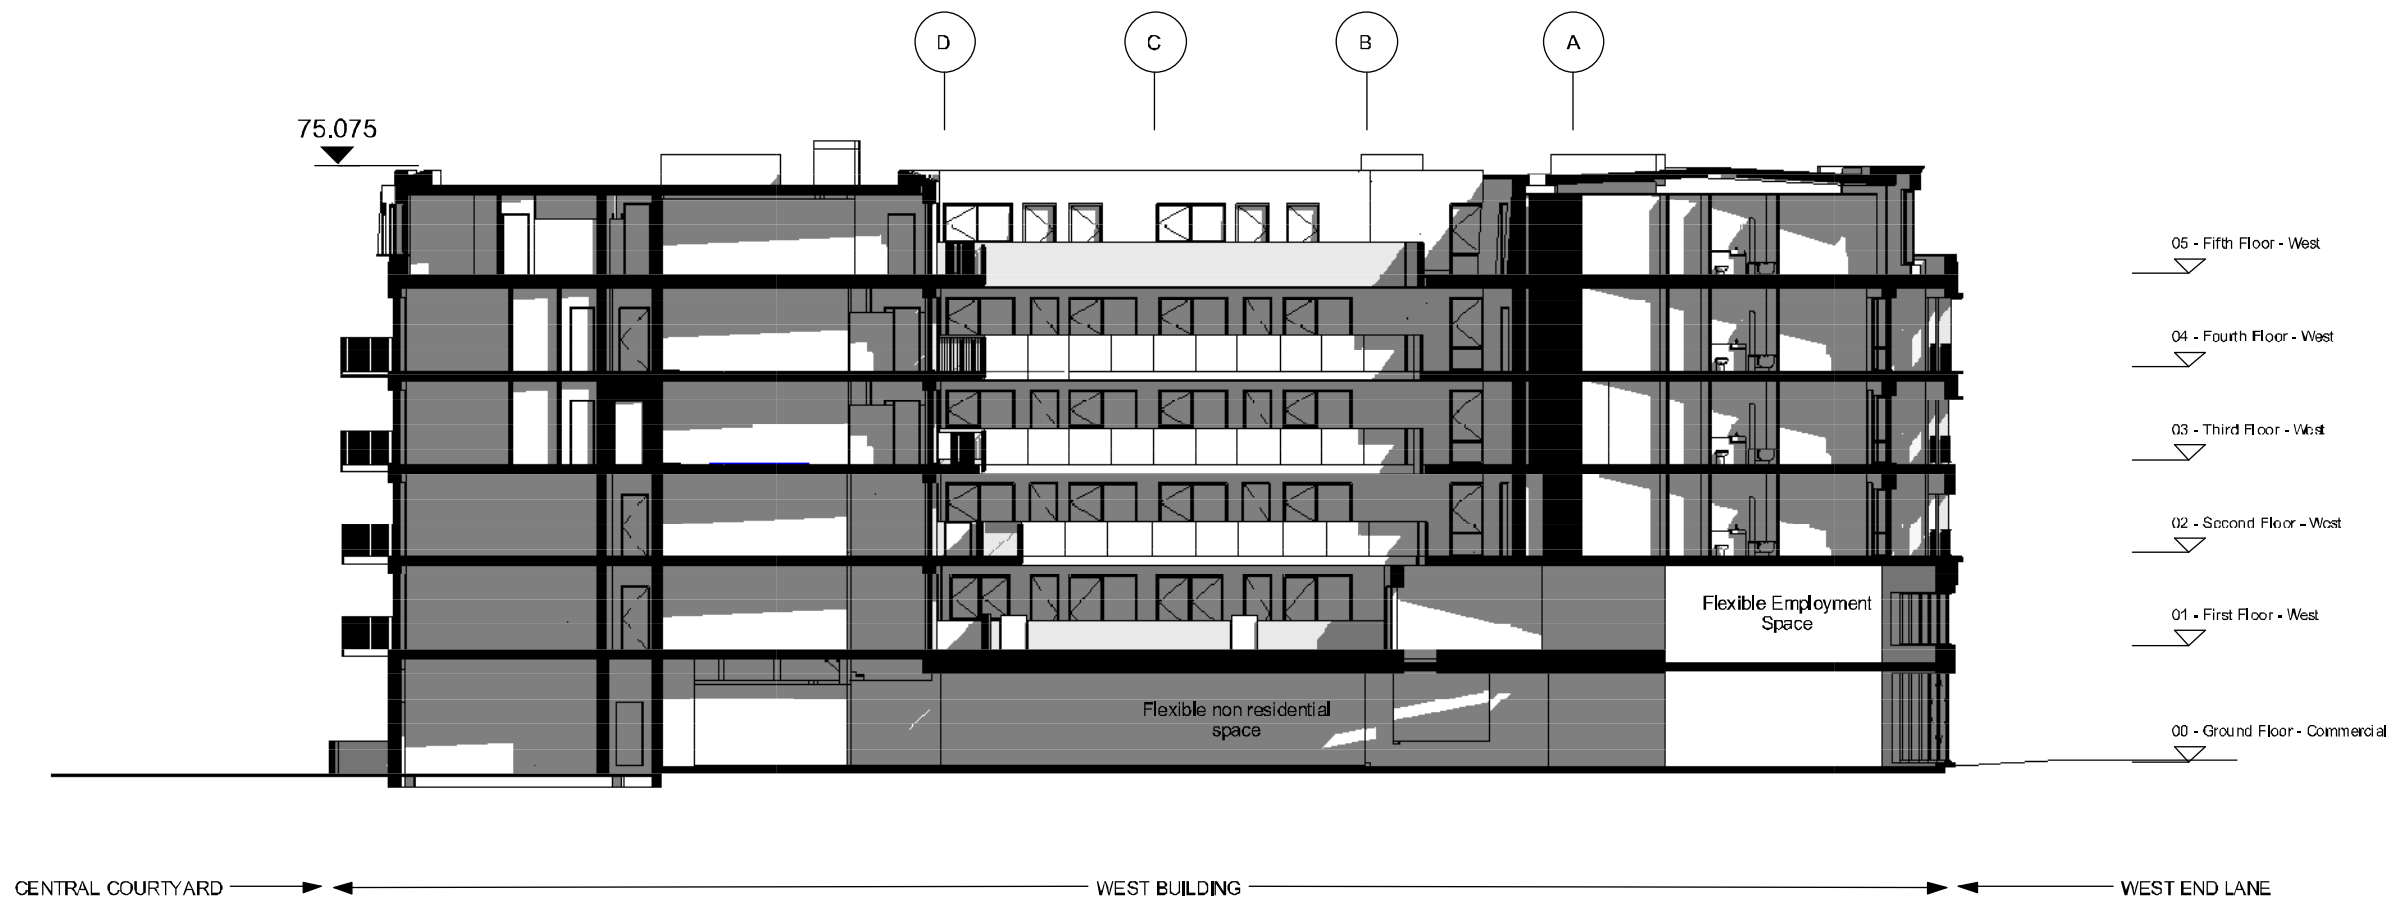 D
C
B
A
75.075
05 - Fifth Floor - West
04 - Fourth Floor - West
03 - Third Floor - West
02 - Second Floor - West
Flexible Employment
Space
01 - First Floor - West
Flexible non residential
space
00 - Ground Floor - Commercial
CENTRAL COURTYARD
WEST BUILDING
WEST END LANE